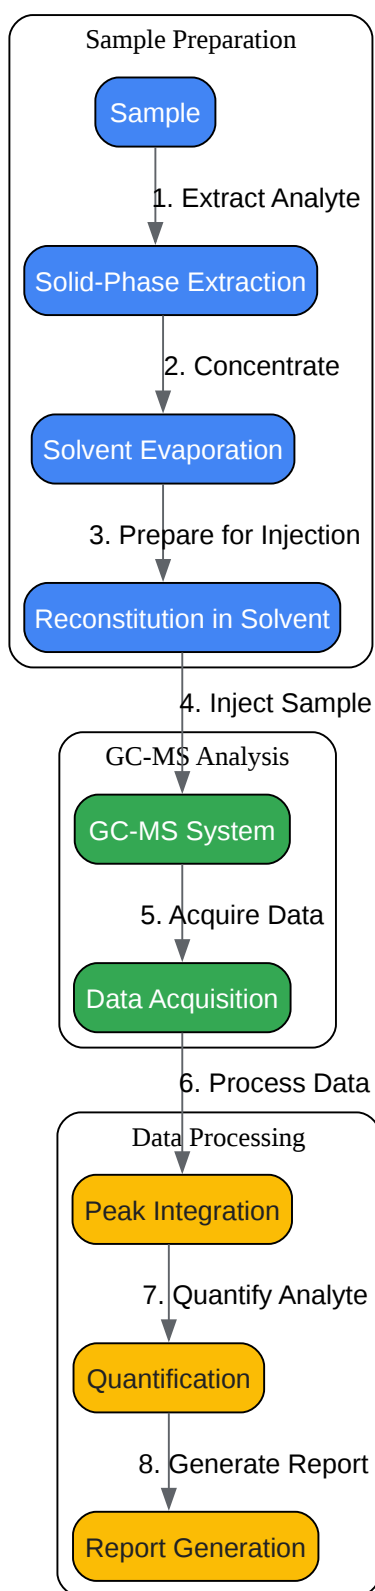 Sample Preparation
Sample
1. Extract Analyte
Solid-Phase Extraction
2. Concentrate
Solvent Evaporation
3. Prepare for Injection
Reconstitution in Solvent
4. Inject Sample
GC-MS Analysis
GC-MS System
5. Acquire Data
Data Acquisition
6. Process Data
Data Processing
Peak Integration
7. Quantify Analyte
Quantification
8. Generate Report
Report Generation